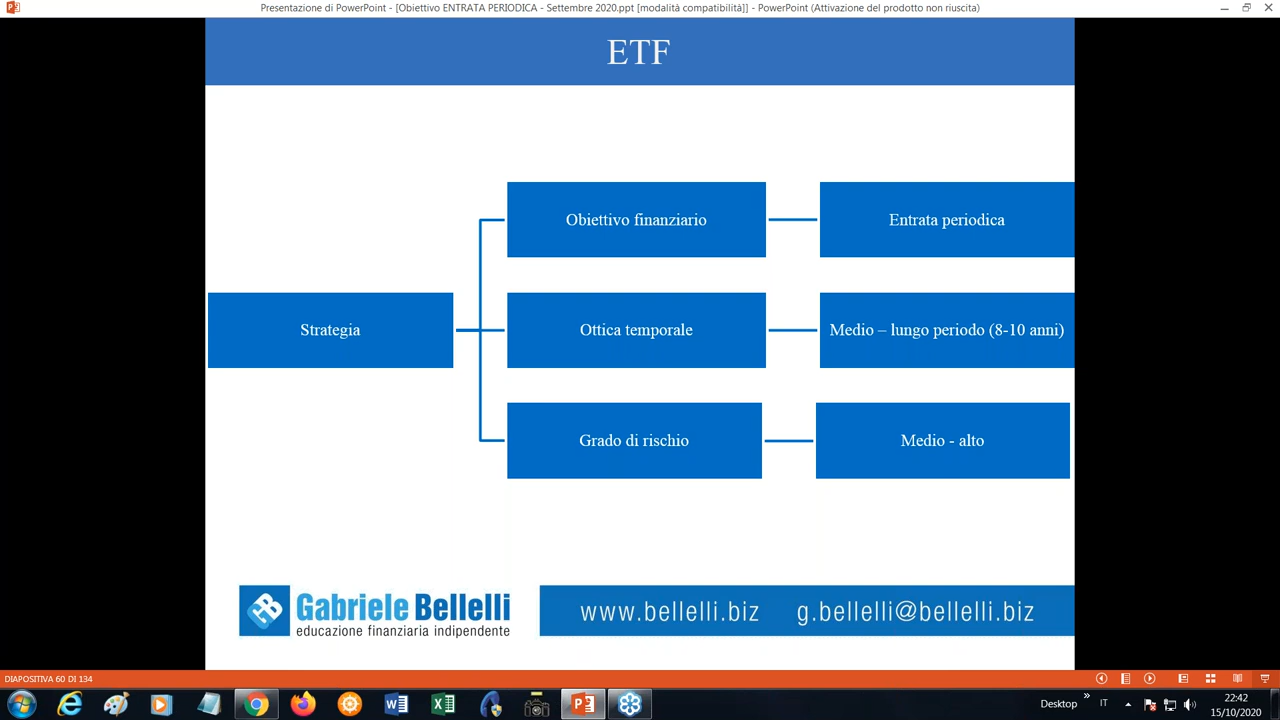 Presentazione di PowerPoint - [Obiettivo ENTRATA PERIODICA - Settembre 2020.ppt [modalità compatibilità]] - PowerPoint (Attivazione del prodotto non riuscita)
ETF
Obiettivo finanziario
Entrata periodica
Strategia
Ottica temporale
Medio – lungo periodo (8-10 anni)
Grado di rischio
Medio - alto
Gabriele Bellelli
educazione finanziaria indipendente
www.bellelli.biz g.bellelli@bellelli.biz
DIAPOSITIVA 60 DI 134
Desktop
IT
22:42
15/10/2020